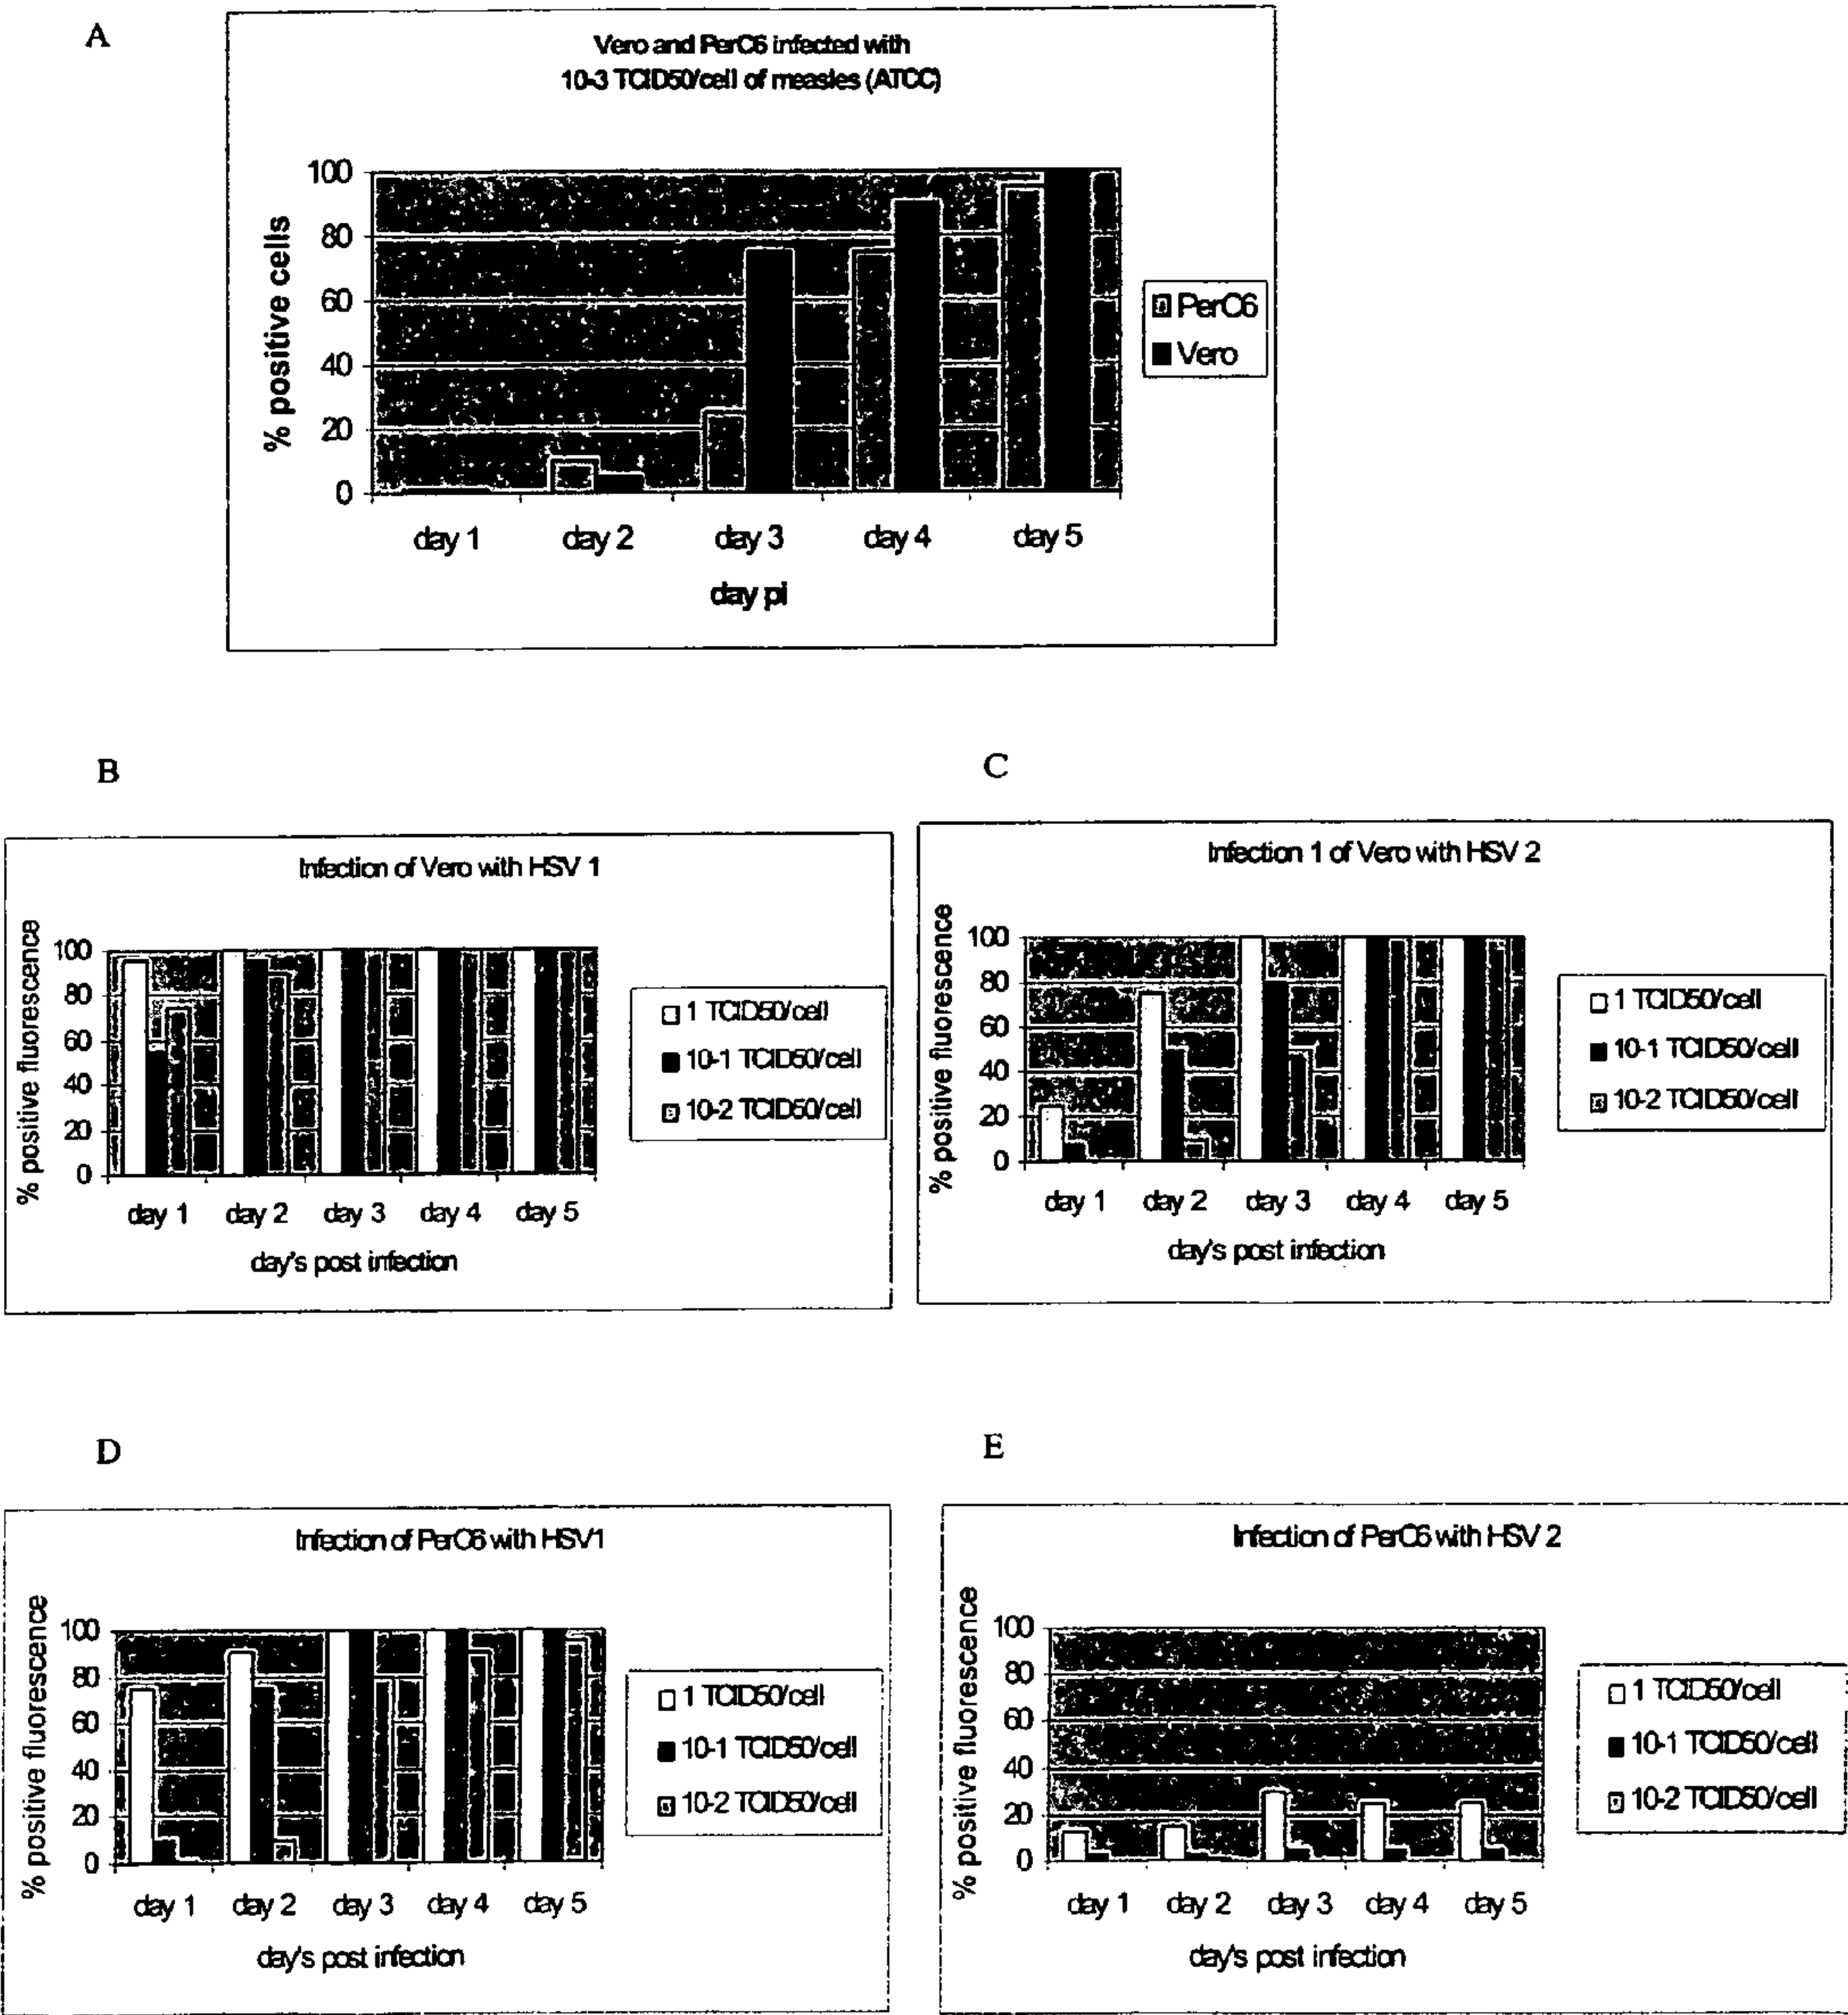 A
Vero and PerC6 infected with
10-3 TCID50/cell of measles (ATCC)
% positive cells
100
80
60
40
20
0
day 1 day 2 day 3 day 4 day 5
day pi
PerC6
Vero
B
Infection of Vero with HSV 1
% positive fluorescence
100
80
60
40
20
0
day 1 day 2 day 3 day 4 day 5
day's post infection
1 TCID50/cell
10-1 TCID50/cell
10-2 TCID50/cell
C
Infection 1 of Vero with HSV 2
% positive fluorescence
100
80
60
40
20
0
day 1 day 2 day 3 day 4 day 5
day's post infection
1 TCID50/cell
10-1 TCID50/cell
10-2 TCID50/cell
D
Infection of PerC6 with HSV1
% positive fluorescence
100
80
60
40
20
0
day 1 day 2 day 3 day 4 day 5
day's post infection
1 TCID50/cell
10-1 TCID50/cell
10-2 TCID50/cell
E
Infection of PerC6 with HSV 2
% positive fluorescence
100
80
60
40
20
0
day 1 day 2 day 3 day 4 day 5
day's post infection
1 TCID50/cell
10-1 TCID50/cell
10-2 TCID50/cell